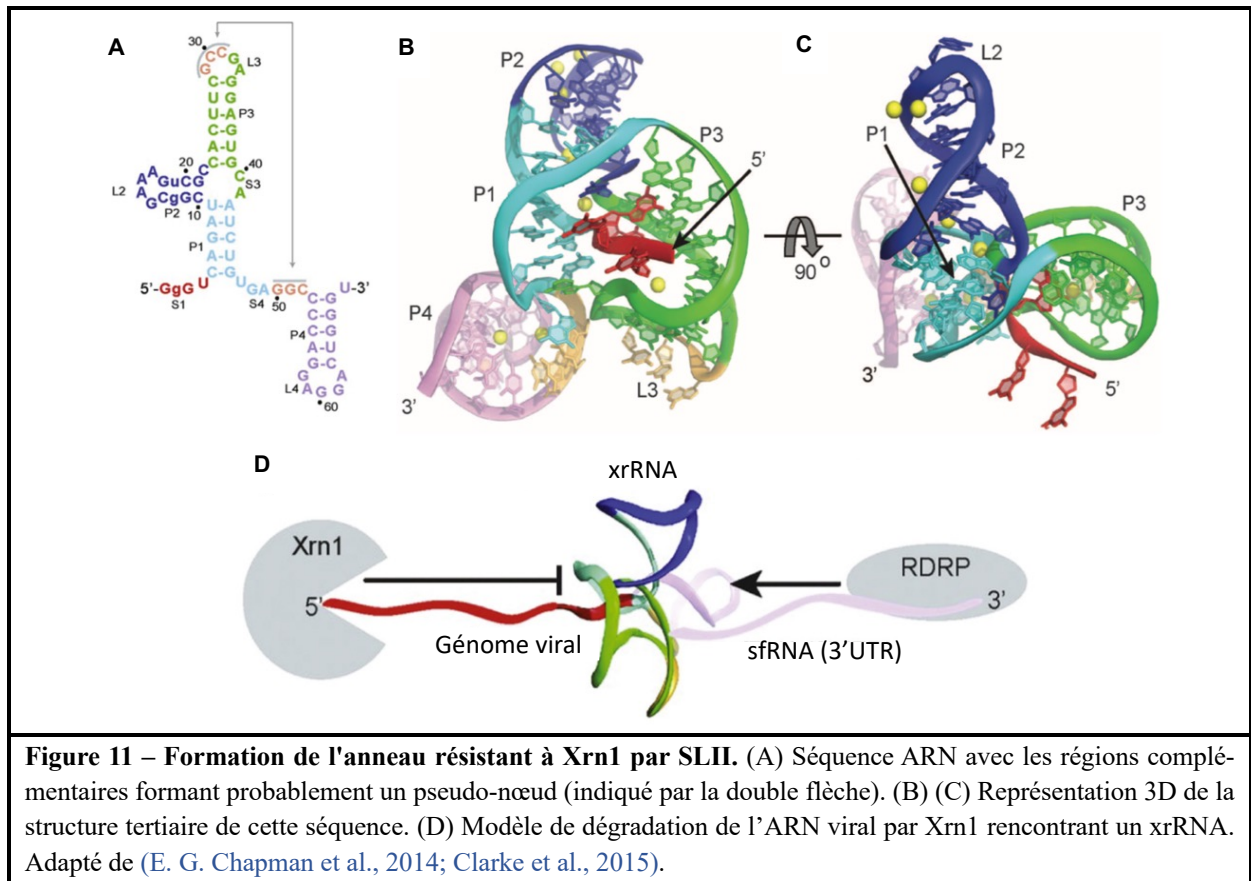 A
30
L3
P3
20
40
S3
L2
P2
10
P1
5'-GgG U
S1
UGAGGC
S4
50
U-3'
P4
L4
60
B
P2
P3
5'
P1
P4
L3
3'
90 o
C
L2
P1
P2
P3
3'
5'
D
xrRNA
Xrn1
RDRP
5'
3'
Génome viral
sfRNA (3'UTR)
Figure 11 – Formation de l'anneau résistant à Xrn1 par SLII. (A) Séquence ARN avec les régions complé-
mentaires formant probablement un pseudo-nœud (indiqué par la double flèche). (B) (C) Représentation 3D de la
structure tertiaire de cette séquence. (D) Modèle de dégradation de l'ARN viral par Xrn1 rencontrant un xrRNA.
Adapté de (E. G. Chapman et al., 2014; Clarke et al., 2015).